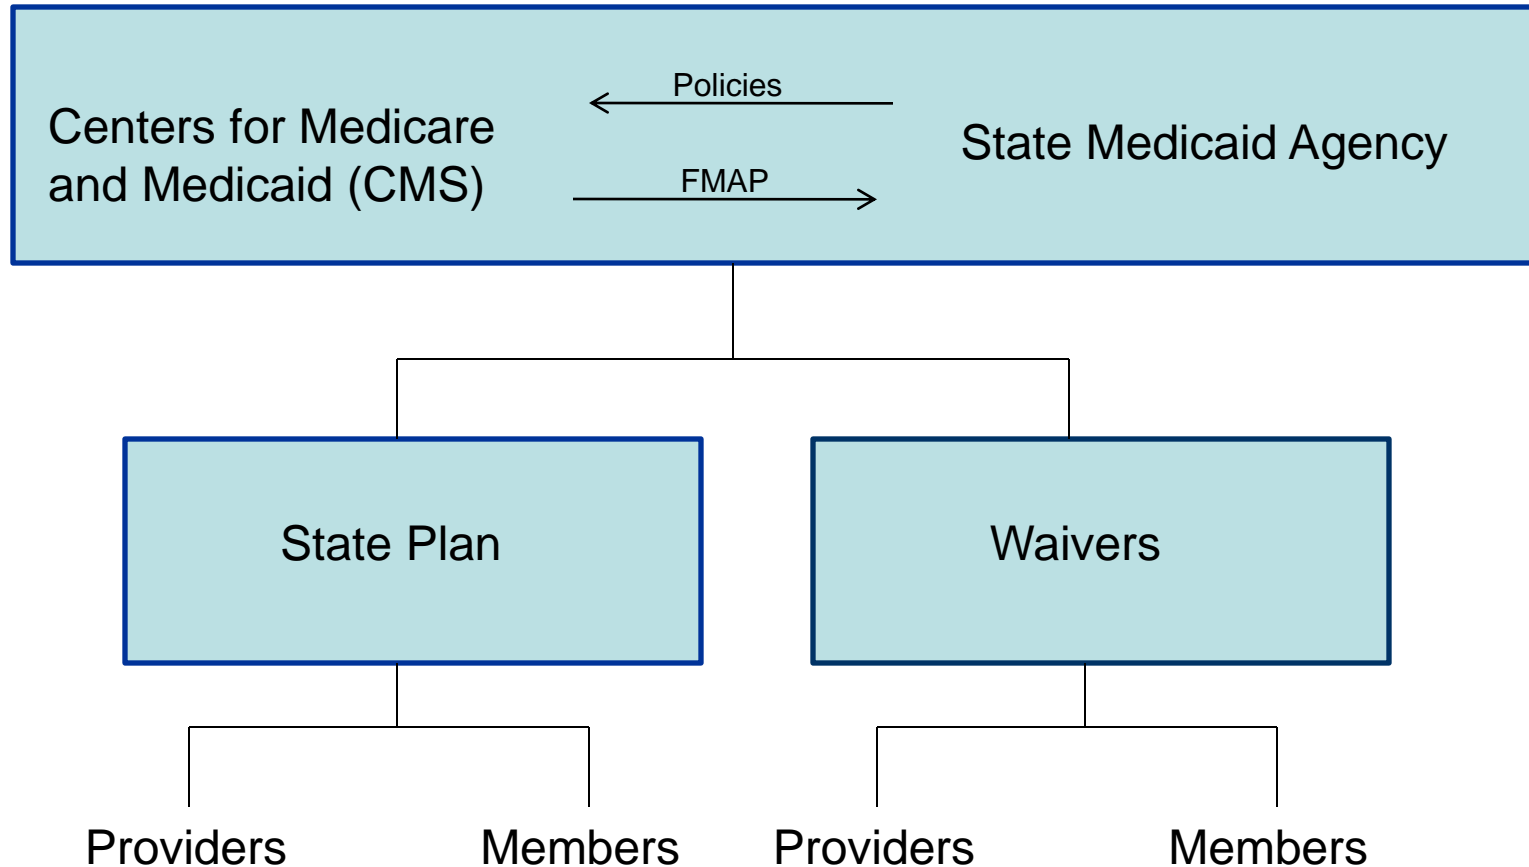 Policies
Centers for Medicare
and Medicaid (CMS)
State Medicaid Agency
FMAP
State Plan
Waivers
Providers
Members
Providers
Members